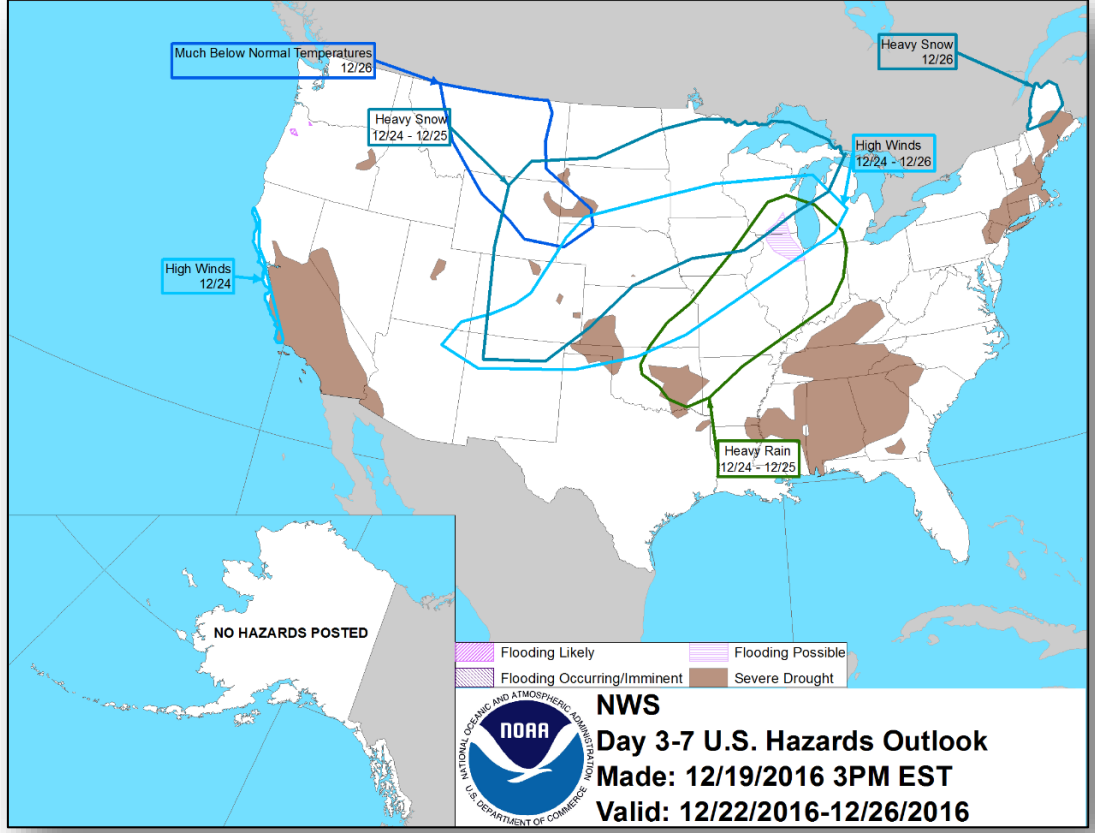 Much Below Normal Temperatures
12/26
Heavy Snow
12/26
Heavy Snow
12/24 - 12/25
High Winds
12/24 - 12/26
High Winds
12/24
Heavy Rain
12/24 - 12/25
NO HAZARDS POSTED
Flooding Likely
Flooding Possible
Flooding Occurring/Imminent
Severe Drought
NATIONAL OCEANIC AND ATMOSPHERIC ADMINISTRATION
NOAA
U.S. DEPARTMENT OF COMMERCE
NWS
Day 3-7 U.S. Hazards Outlook
Made: 12/19/2016 3PM EST
Valid: 12/22/2016-12/26/2016